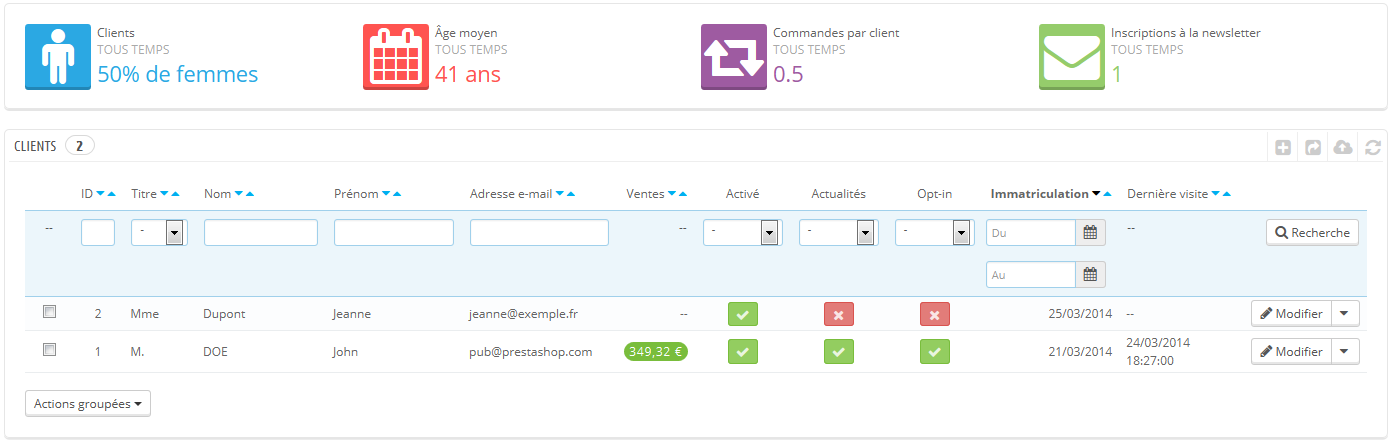 Clients
TOUS TEMPS
50% de femmes
Âge moyen
TOUS TEMPS
41 ans
Commandes par client
TOUS TEMPS
0.5
Inscriptions à la newsletter
TOUS TEMPS
1
CLIENTS 2
ID Titre Nom Prénom Adresse e-mail Ventes Activé Actualités Opt-in Immatriculation Dernière visite
-- - -- - - - Du -- Recherche
Au
2 Mme Dupont Jeanne jeanne@exemple.fr -- 25/03/2014 -- Modifier
1 M. DOE John pub@prestashop.com 349,32 € 21/03/2014 24/03/2014 18:27:00 Modifier
Actions groupées